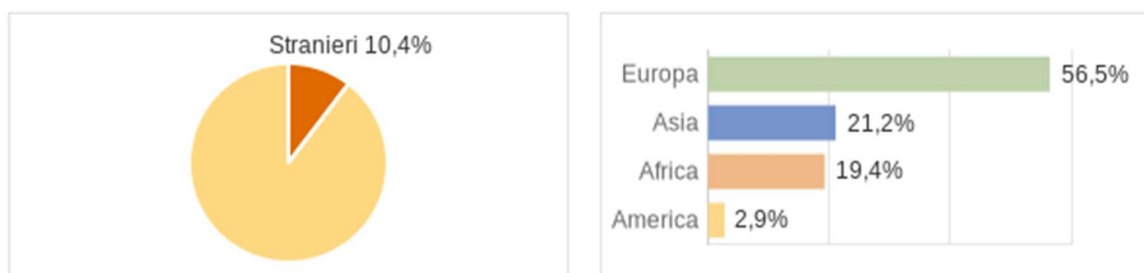 Stranieri 10,4%
Europa 56,5%
Asia 21,2%
Africa 19,4%
America 2,9%